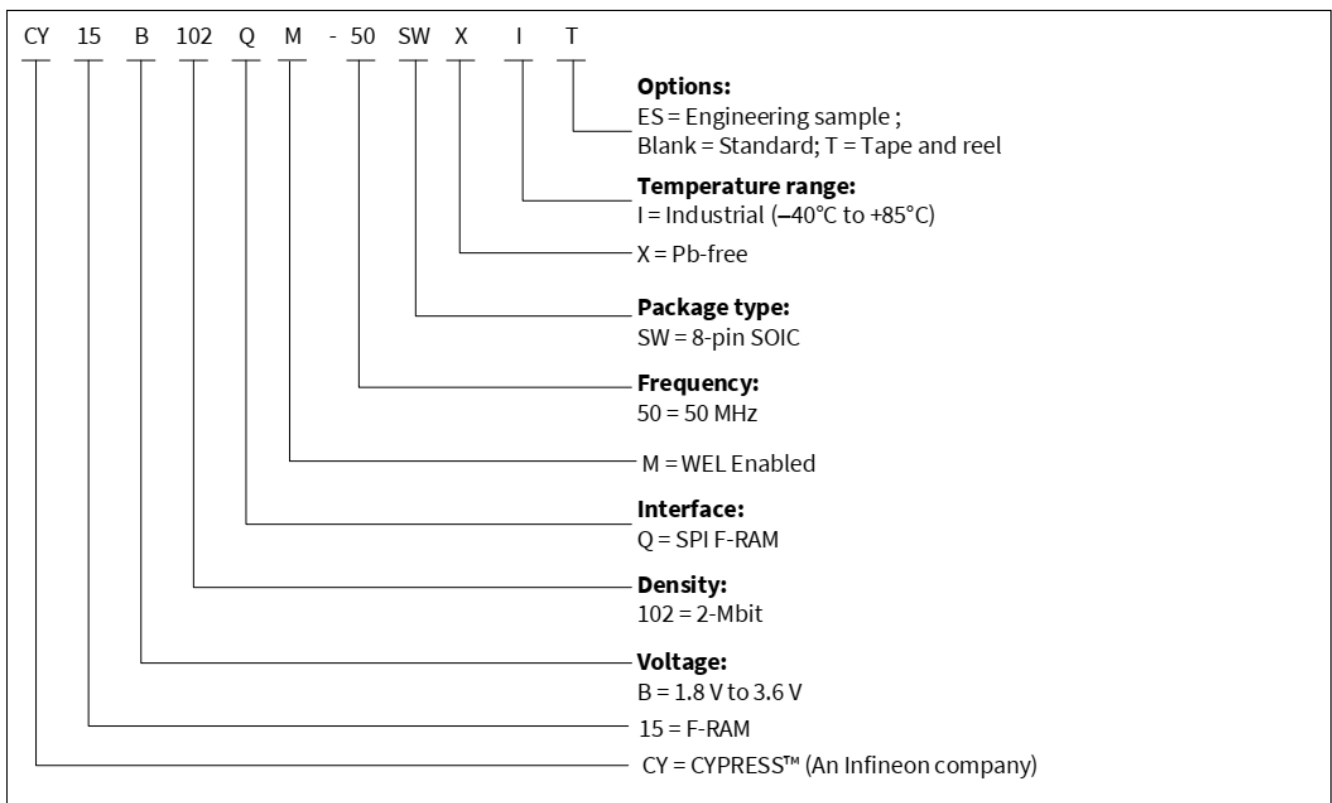 CY 15 B 102 Q M - 50 SW X I T
Options:
ES = Engineering sample ;
Blank = Standard; T = Tape and reel
Temperature range:
I = Industrial (–40°C to +85°C)
X = Pb-free
Package type:
SW = 8-pin SOIC
Frequency:
50 = 50 MHz
M = WEL Enabled
Interface:
Q = SPI F-RAM
Density:
102 = 2-Mbit
Voltage:
B = 1.8 V to 3.6 V
15 = F-RAM
CY = CYPRESS™ (An Infineon company)